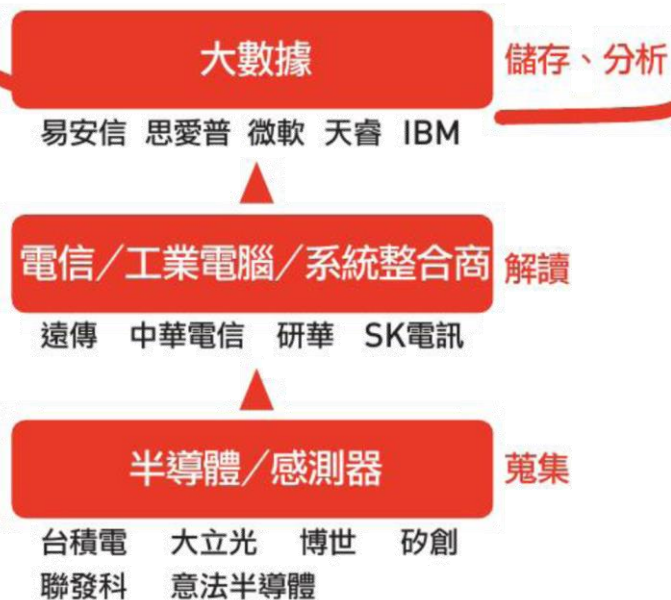 大數據 儲存、分析
易安信 思愛普 微軟 天睿 IBM
電信／工業電腦／系統整合商 解讀
遠傳 中華電信 研華 SK電訊
半導體／感測器 蒐集
台積電 大立光 博世 矽創
聯發科 意法半導體